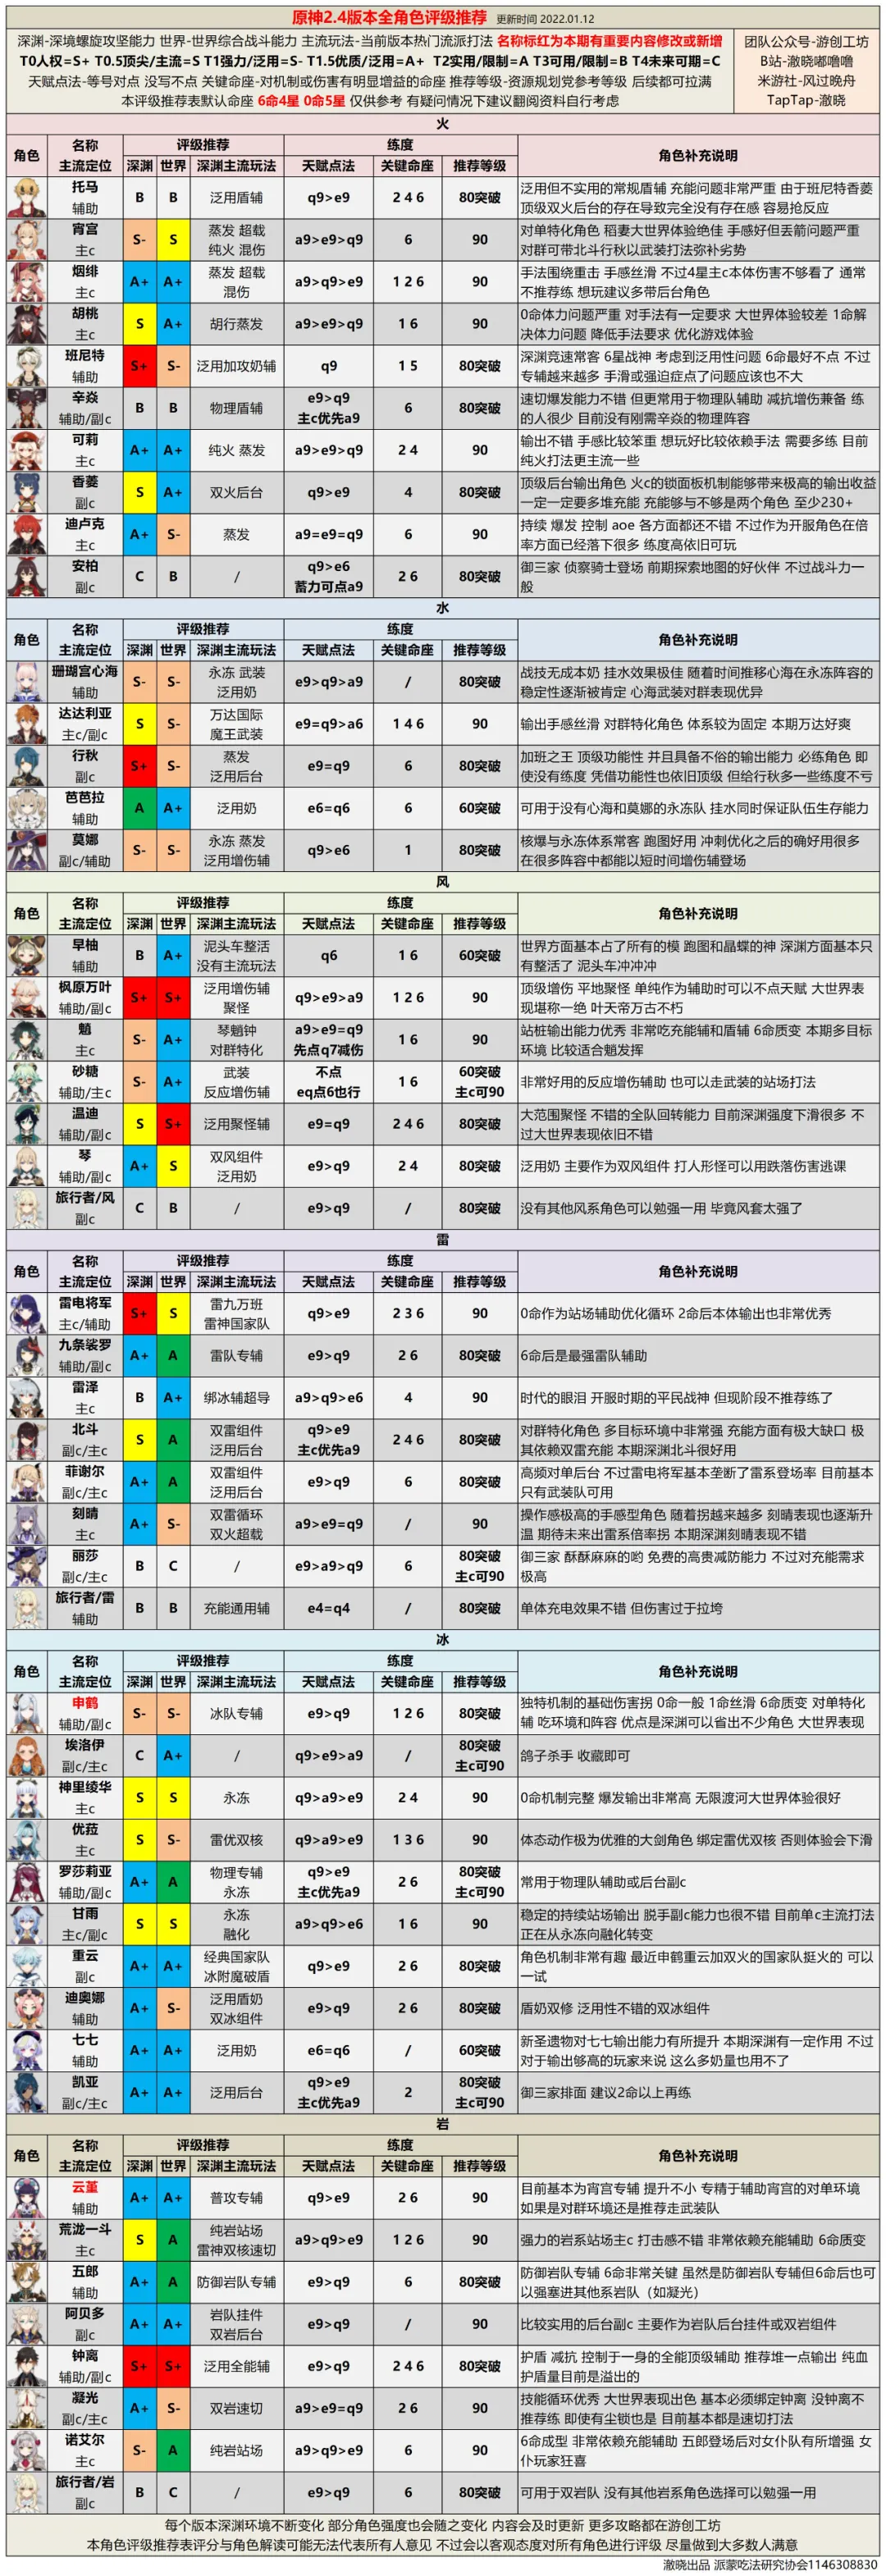 原神2.4版本全角色评级推荐 更新时间 2022.01.12
深渊-深境螺旋攻坚能力 世界-世界综合战斗能力 主流玩法-当前版本热门流派打法 名称标红为本期有重要内容修改或新增
T0人权=S+ T0.5顶尖/主流=S T1强力/泛用=S- T1.5优质/泛用=A+ T2实用/限制=A T3可用/限制=B T4未来可期=C
天赋点法-等号对点 没写不点 关键命座-对机制或伤害有明显增益的命座 推荐等级-资源规划党参考等级 后续都可拉满
本评级推荐表默认命座 6命4星 0命5星 仅供参考 有疑问情况下建议翻阅资料自行考虑
团队公众号-游创工坊
B站-澈晓嘟噜噜
米游社-风过晚舟
TapTap-澈晓
火
角色 名称 评级推荐 练度 角色补充说明
主流定位 深渊 世界 深渊主流玩法 天赋点法 关键命座 推荐等级
托马 辅助 B B 泛用盾辅 q9>e9 2 4 6 80突破 泛用但不实用的常规盾辅 充能问题非常严重 由于班尼特香菱
顶级双火后台的存在导致完全没有存在感 容易抢反应
宵宫 主c S- S 蒸发 超载 纯火 混伤 a9>e9>q9 6 90 对单特化角色 稻妻大世界体验绝佳 手感好但丢箭问题严重
对群可带北斗行秋以武装打法弥补劣势
烟绯 主c A+ A+ 蒸发 超载 混伤 a9>q9>e9 1 2 6 90 手法围绕重击 手感丝滑 不过4星主c本体伤害不够看了 通常
不推荐练 想玩建议多带后台角色
胡桃 主c S A+ 胡行蒸发 a9>e9>q9 1 6 90 0命体力问题严重 对手法有一定要求 大世界体验较差 1命解
决体力问题 降低手法要求 优化游戏体验
班尼特 辅助 S+ S- 泛用加攻奶辅 q9 1 5 80突破 深渊竞速常客 6星战神 考虑到泛用性问题 6命最好不点 不过
专辅越来越多 手滑或强迫症点了问题应该也不大
辛焱 辅助/副c B B 物理盾辅 e9>q9 主c优先a9 6 80突破 速切爆发能力不错 但更常用于物理队辅助 减抗增伤兼备 练
的人很少 目前没有刚需辛焱的物理阵容
可莉 主c A+ A+ 纯火 蒸发 a9>e9>q9 2 4 90 输出不错 手感比较笨重 想玩好比较依赖手法 需要多练 目前
纯火打法更主流一些
香菱 副c S A+ 双火后台 q9>e9 4 80突破 顶级后台输出角色 火c的锁面板机制能够带来极高的输出收益
一定一定要多堆充能 充能够与不够是两个角色 至少230+
迪卢克 主c A+ S- 蒸发 a9=e9=q9 6 90 持续 爆发 控制 aoe 各方面都还不错 不过作为开服角色在倍
率方面已经落下很多 练度高依旧可玩
安柏 副c C B / q9>e6 蓄力可点a9 2 6 80突破 御三家 侦察骑士登场 前期探索地图的好伙伴 不过战斗力一
般
水
角色 名称 评级推荐 练度 角色补充说明
主流定位 深渊 世界 深渊主流玩法 天赋点法 关键命座 推荐等级
珊瑚宫心海 辅助 S- S- 永冻 武装 泛用奶 e9>q9>a9 / 80突破 战技无成本奶 挂水效果极佳 随着时间推移心海在永冻阵容的
稳定性逐渐被肯定 心海武装对群表现优异
达达利亚 主c/副c S S- 万达国际 魔王武装 e9=q9>a6 1 4 6 90 输出手感丝滑 对群特化角色 体系较为固定 本期万达好爽
行秋 副c S+ S- 蒸发 泛用后台 e9=q9 6 80突破 加班之王 顶级功能性 并且具备不俗的输出能力 必练角色 即
使没有练度 凭借功能性也依旧顶级 但给行秋多一些练度不亏
芭芭拉 辅助 A A+ 泛用奶 e6=q6 6 60突破 可用于没有心海和莫娜的永冻队 挂水同时保证队伍生存能力
莫娜 副c/辅助 S- S- 永冻 蒸发 泛用增伤辅 q9>e6 1 80突破 核爆与永冻体系常客 跑图好用 冲刺优化之后的确好用很多
在很多阵容中都能以短时间增伤辅登场
风
角色 名称 评级推荐 练度 角色补充说明
主流定位 深渊 世界 深渊主流玩法 天赋点法 关键命座 推荐等级
早柚 辅助 B A+ 泥头车整活 没有主流玩法 q6 1 6 60突破 世界方面基本占了所有的模 跑图和晶蝶的神 深渊方面基本只
有整活了 泥头车冲冲冲
枫原万叶 辅助/副c S+ S+ 泛用增伤辅 聚怪 q9>e9>a9 1 2 6 90 顶级增伤 平地聚怪 单纯作为辅助时可以不点天赋 大世界表
现堪称一绝 叶天帝万古不朽
魈 主c S- A+ 琴魈钟 对群特化 a9>e9=q9 先点q7减伤 1 6 90 站桩输出能力优秀 非常吃充能辅和盾辅 6命质变 本期多目标
环境 比较适合魈发挥
砂糖 辅助/主c S- A+ 武装 反应增伤辅 不点 eq点6也行 1 6 60突破 主c可90 非常好用的反应增伤辅助 也可以走武装的站场打法
温迪 辅助/副c S S+ 泛用聚怪辅 e9=q9 2 4 6 80突破 大范围聚怪 不错的全队回转能力 目前深渊强度下滑很多 不
过大世界表现依旧不错
琴 辅助/副c A+ S 双风组件 泛用奶 e9>q9 2 4 80突破 泛用奶 主要作为双风组件 打人形怪可以用跌落伤害逃课
旅行者/风 副c C B / e9>q9 / 80突破 没有其他风系角色可以勉强一用 毕竟风套太强了
雷
角色 名称 评级推荐 练度 角色补充说明
主流定位 深渊 世界 深渊主流玩法 天赋点法 关键命座 推荐等级
雷电将军 主c/辅助 S+ S 雷九万班 雷神国家队 q9>e9 2 3 6 90 0命作为站场辅助优化循环 2命后本体输出也非常优秀
九条裟罗 辅助/副c A+ A 雷队专辅 e9>q9 2 6 80突破 6命后是最强雷队辅助
雷泽 主c B A+ 绑冰辅超导 a9>q9>e6 4 90 时代的眼泪 开服时期的平民战神 但现阶段不推荐练了
北斗 副c/主c S A 双雷组件 泛用后台 q9>e9 主c优先a9 2 4 6 80突破 对群特化角色 多目标环境中非常强 充能方面有极大缺口 极
其依赖双雷充能 本期深渊北斗很好用
菲谢尔 副c/主c A+ A 双雷组件 泛用后台 e9>q9 6 80突破 高频对单后台 不过雷电将军基本垄断了雷系登场率 目前基本
只有武装队可用
刻晴 主c A+ S- 双雷循环 双火超载 a9>e9=q9 / 90 操作感极高的手感型角色 随着拐越来越多 刻晴表现也逐渐升
温 期待未来出雷系倍率拐 本期深渊刻晴表现不错
丽莎 副c/主c B C / e9>a9>q9 6 80突破 主c可90 御三家 酥酥麻麻的哟 免费的高贵减防能力 不过对充能需求
极高
旅行者/雷 辅助 B B 充能通用辅 e4=q4 / 80突破 单体充电效果不错 但伤害过于拉垮
冰
角色 名称 评级推荐 练度 角色补充说明
主流定位 深渊 世界 深渊主流玩法 天赋点法 关键命座 推荐等级
申鹤 辅助/副c S- S- 冰队专辅 e9>q9 1 2 6 80突破 独特机制的基础伤害拐 0命一般 1命丝滑 6命质变 对单特化
辅 吃环境和阵容 优点是深渊可以省出不少角色 大世界表现
埃洛伊 副c/主c C A+ / q9>e9>a9 / 80突破 主c可90 鸽子杀手 收藏即可
神里绫华 主c S S 永冻 q9>a9>e9 2 4 90 0命机制完整 爆发输出非常高 无限渡河大世界体验很好
优菈 主c S S- 雷优双核 q9>a9>e9 1 3 6 90 体态动作极为优雅的大剑角色 绑定雷优双核 否则体验会下滑
罗莎莉亚 辅助/副c A+ A 物理专辅 永冻 q9>e9 主c优先a9 2 6 80突破 主c可90 常用于物理队辅助或后台副c
甘雨 主c/副c S S 永冻 融化 a9>q9>e6 1 6 90 稳定的持续站场输出 脱手副c能力也很不错 目前单c主流打法
正在从永冻向融化转变
重云 副c A+ A+ 经典国家队 冰附魔破盾 q9>e9 2 6 80突破 角色机制非常有趣 最近申鹤重云加双火的国家队挺火的 可以
一试
迪奥娜 辅助 A+ S- 泛用盾奶 双冰组件 e9>q9 2 6 80突破 盾奶双修 泛用性不错的双冰组件
七七 辅助 A+ A+ 泛用奶 e6=q6 / 60突破 新圣遗物对七七输出能力有所提升 本期深渊有一定作用 不过
对于输出够高的玩家来说 这么多奶量也用不了
凯亚 副c/主c A+ A+ 泛用后台 q9>e9 主c优先a9 2 80突破 主c可90 御三家排面 建议2命以上再练
岩
角色 名称 评级推荐 练度 角色补充说明
主流定位 深渊 世界 深渊主流玩法 天赋点法 关键命座 推荐等级
云堇 辅助 A+ A+ 普攻专辅 q9>e9 2 6 90 目前基本为宵宫专辅 提升不小 专精于辅助宵宫的对单环境
如果是对群环境还是推荐走武装队
荒泷一斗 主c S A 纯岩站场 雷神双核速切 a9>q9>e9 1 2 6 90 强力的岩系站场主c 打击感不错 非常依赖充能辅助 6命质变
五郎 辅助 A+ A 防御岩队专辅 e9>q9 6 80突破 防御岩队专辅 6命非常关键 虽然是防御岩队专辅但6命后也可
以强塞进其他系岩队（如凝光）
阿贝多 副c A+ A+ 岩队挂件 双岩后台 e9>q9 / 90 比较实用的后台副c 主要作为岩队后台挂件或双岩组件
钟离 辅助/副c S+ S+ 泛用全能辅 e9>q9 2 4 6 80突破 护盾 减抗 控制于一身的全能顶级辅助 推荐堆一点输出 纯血
护盾量目前是溢出的
凝光 副c/主c A+ S- 双岩速切 a9>e9=q9 2 6 90 技能循环优秀 大世界表现出色 基本必须绑定钟离 没钟离不
推荐练 即使有尘锁也是 目前基本都是速切打法
诺艾尔 主c S- A 纯岩站场 a9>q9>e9 6 90 6命成型 非常依赖充能辅助 五郎登场后对女仆队有所增强 女
仆玩家狂喜
旅行者/岩 副c B C / e9>q9 6 80突破 可用于双岩队 没有其他岩系角色选择可以勉强一用
每个版本深渊环境不断变化 部分角色强度也会随之变化 内容会及时更新 更多攻略都在游创工坊
本角色评级推荐表评分与角色解读可能无法代表所有人意见 不过会以客观态度对所有角色进行评级 尽量做到大多数人满意
澈晓出品 派蒙吃法研究协会1146308830